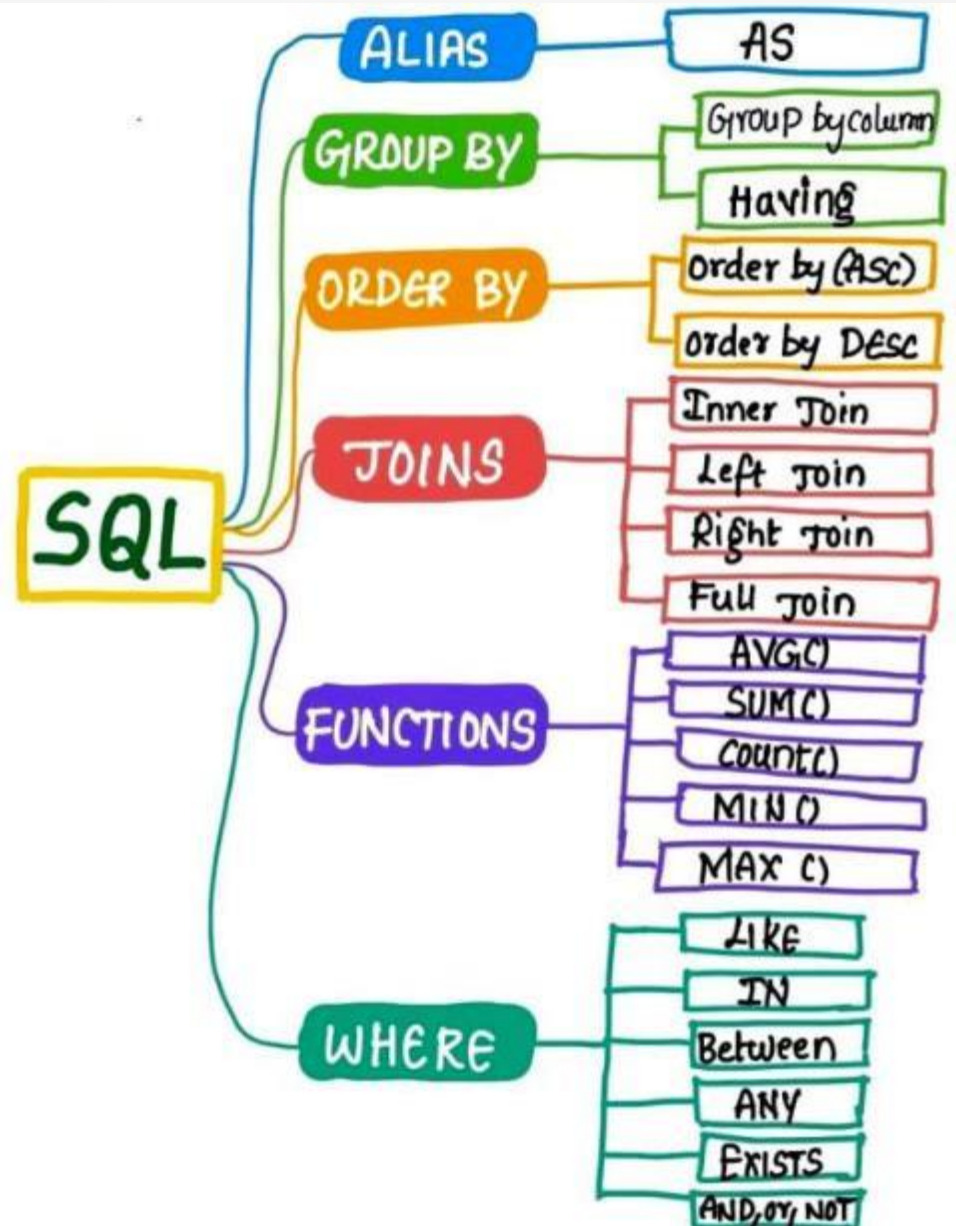 SQL
ALIAS
AS
GROUP BY
Group by column
Having
ORDER BY
Order by (ASC)
order by DESC
JOINS
Inner Join
Left Join
Right Join
Full Join
FUNCTIONS
AVG()
SUM()
Count()
MIN()
MAX ()
WHERE
LIKE
IN
Between
ANY
EXISTS
AND, or, NOT